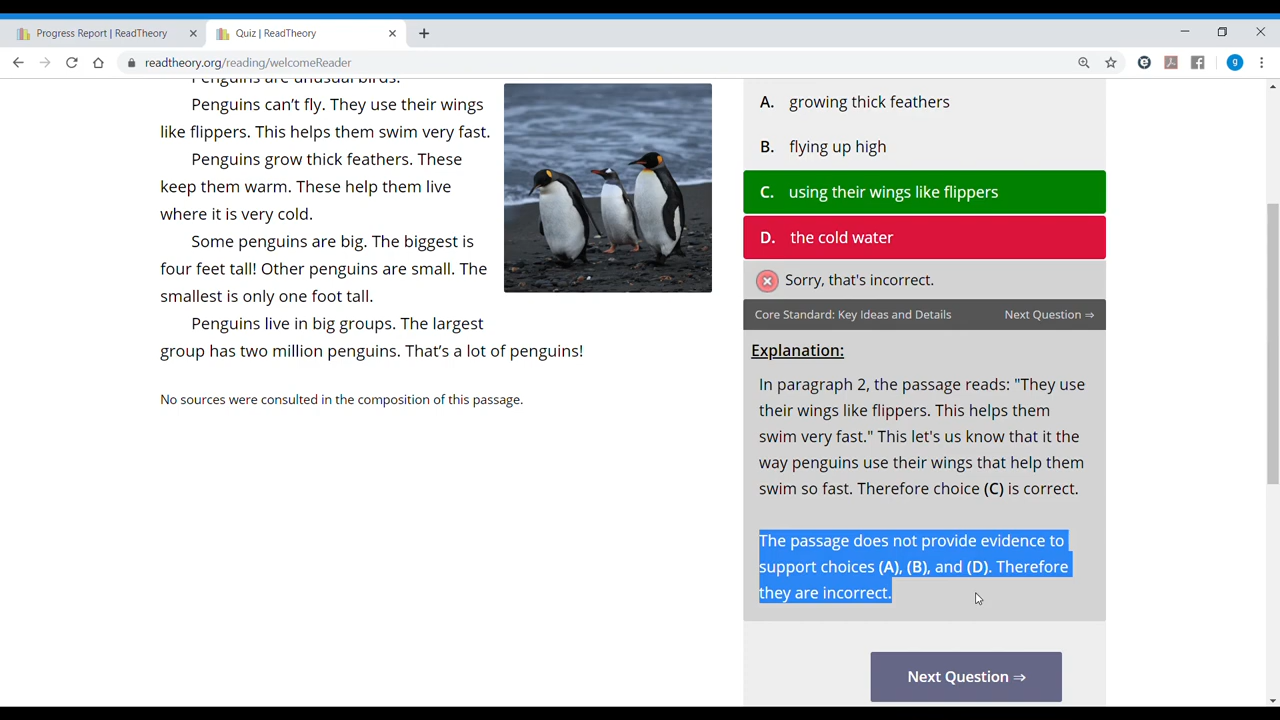 Progress Report | ReadTheory
Quiz | ReadTheory
readtheory.org/reading/welcomeReader
g
Penguins are unusual birds.
Penguins can’t fly. They use their wings
like flippers. This helps them swim very fast.
Penguins grow thick feathers. These
keep them warm. These help them live
where it is very cold.
Some penguins are big. The biggest is
four feet tall! Other penguins are small. The
smallest is only one foot tall.
Penguins live in big groups. The largest
group has two million penguins. That’s a lot of penguins!
No sources were consulted in the composition of this passage.
A. growing thick feathers
B. flying up high
C. using their wings like flippers
D. the cold water
Sorry, that's incorrect.
Core Standard: Key Ideas and Details Next Question ⇒
Explanation:
In paragraph 2, the passage reads: "They use
their wings like flippers. This helps them
swim very fast." This let's us know that it the
way penguins use their wings that help them
swim so fast. Therefore choice (C) is correct.
The passage does not provide evidence to
support choices (A), (B), and (D). Therefore
they are incorrect.
Next Question ⇒